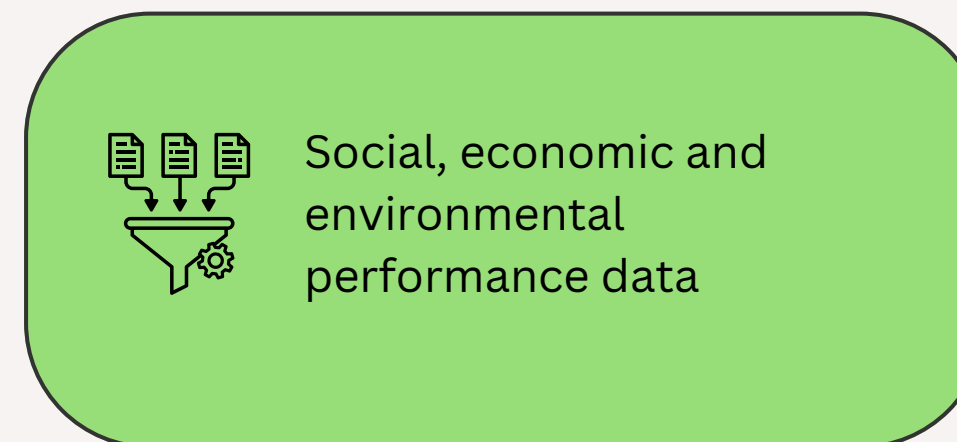 Social, economic and
environmental
performance data